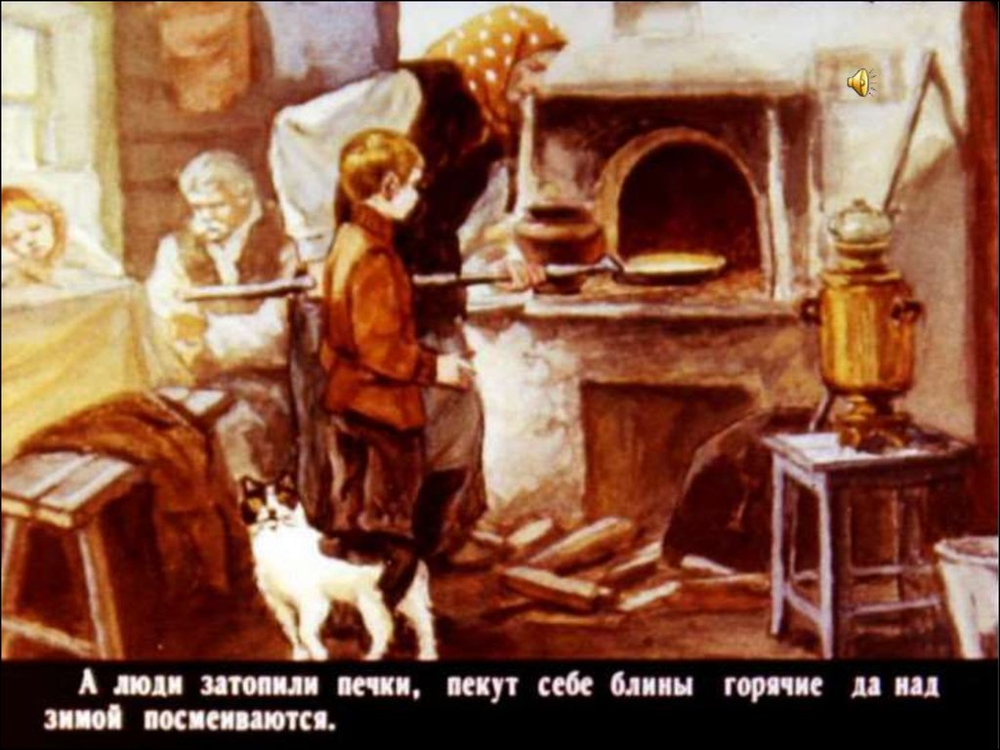 А люди затопили печки, пекут себе блины горячие да над
зимой посмеиваются.